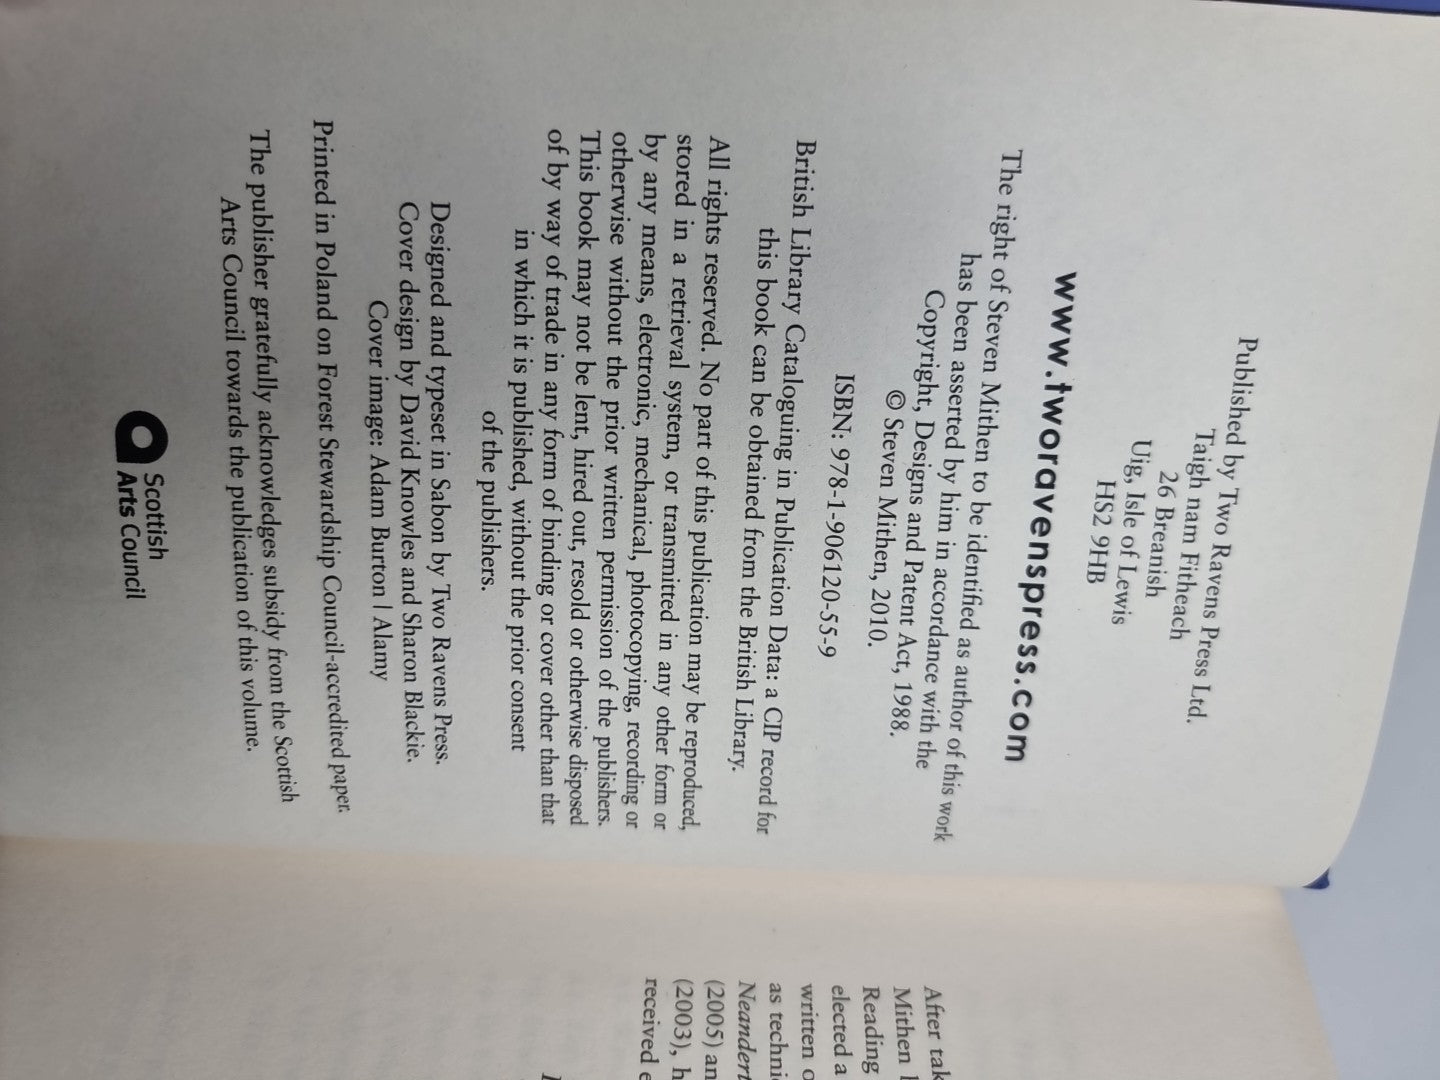 Published by Two Ravens Press Ltd.
Taigh nam Fitheach
26 Breanish
Uig, Isle of Lewis
HS2 9HB
www.tworavenspress.com
The right of Steven Mithen to be identified as author of this work
has been asserted by him in accordance with the
Copyright, Designs and Patent Act, 1988.
© Steven Mithen, 2010.
ISBN: 978-1-906120-55-9
British Library Cataloguing in Publication Data: a CIP record for
this book can be obtained from the British Library.
All rights reserved. No part of this publication may be reproduced,
stored in a retrieval system, or transmitted in any other form or
by any means, electronic, mechanical, photocopying, recording or
otherwise without the prior written permission of the publishers.
This book may not be lent, hired out, resold or otherwise disposed
of by way of trade in any form of binding or cover other than that
in which it is published, without the prior consent
of the publishers.
Designed and typeset in Sabon by Two Ravens Press.
Cover design by David Knowles and Sharon Blackie.
Cover image: Adam Burton | Alamy
Printed in Poland on Forest Stewardship Council-accredited paper.
The publisher gratefully acknowledges subsidy from the Scottish
Arts Council towards the publication of this volume.
Scottish
Arts Council
After tak
Mithen
Reading
elected a
written
as techni
Neandert
(2005) an
(2003), h
received e